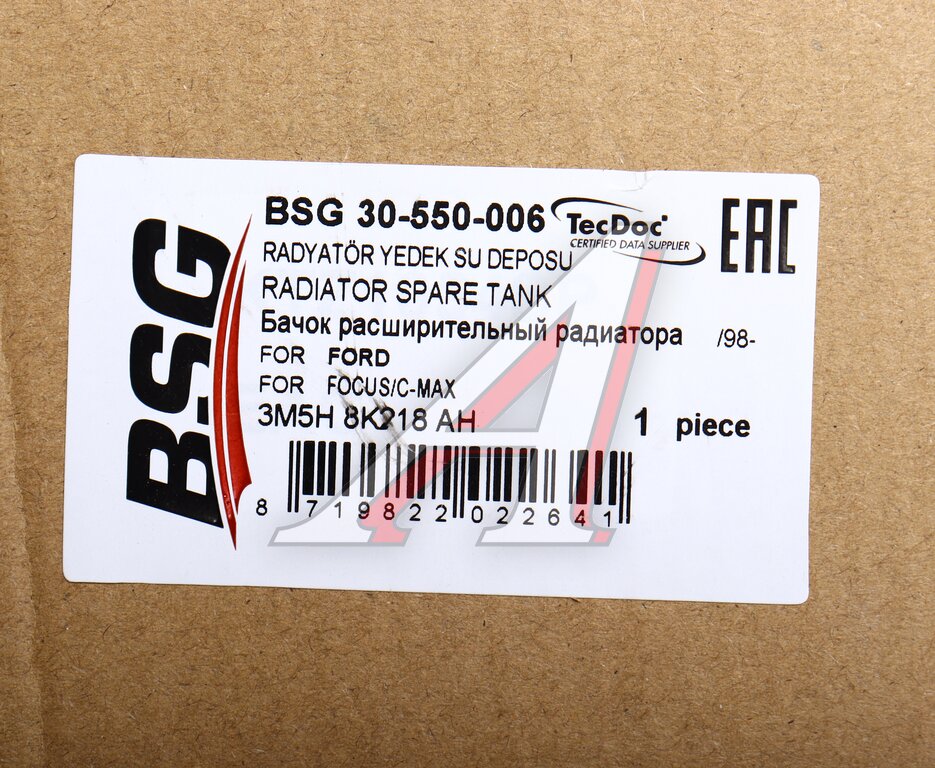 BSG
BSG 30-550-006
TecDoc
CERTIFIED DATA SUPPLIER
EAC
RADYATÖR YEDEK SU DEPOSU
RADIATOR SPARE TANK
Бачок расширительный радиатора /98-
FOR FORD
FOR FOCUS/C-MAX
3M5H 8K218 AH
1 piece
8 719822 022641